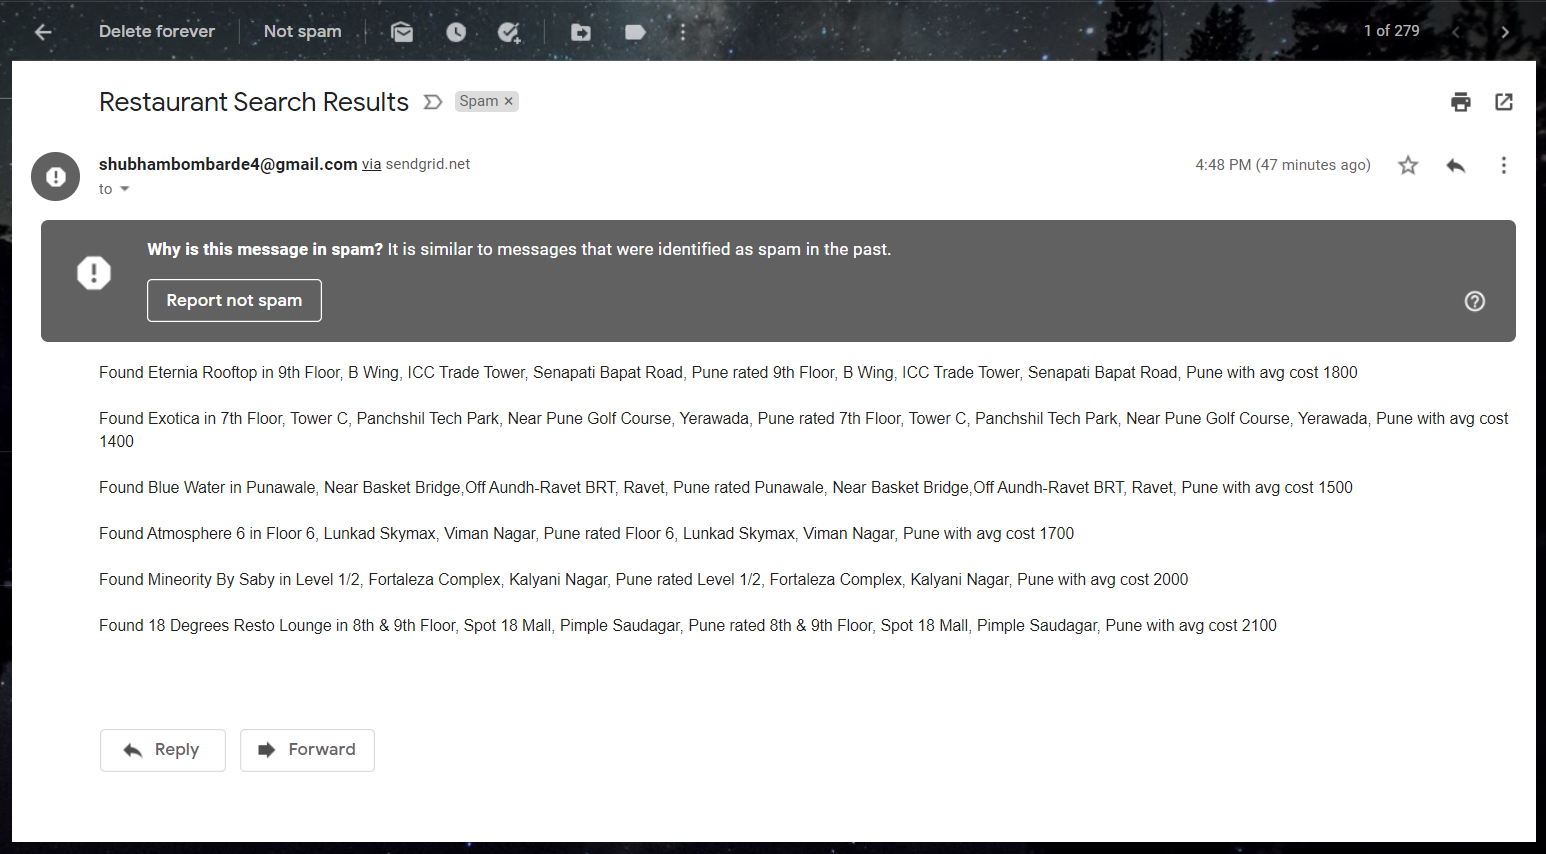 Delete forever Not spam 1 of 279
Restaurant Search Results Spam ×
shubhambombarde4@gmail.com via sendgrid.net 4:48 PM (47 minutes ago)
to
Why is this message in spam? It is similar to messages that were identified as spam in the past.
Report not spam
Found Eternia Rooftop in 9th Floor, B Wing, ICC Trade Tower, Senapati Bapat Road, Pune rated 9th Floor, B Wing, ICC Trade Tower, Senapati Bapat Road, Pune with avg cost 1800
Found Exotica in 7th Floor, Tower C, Panchshil Tech Park, Near Pune Golf Course, Yerawada, Pune rated 7th Floor, Tower C, Panchshil Tech Park, Near Pune Golf Course, Yerawada, Pune with avg cost
1400
Found Blue Water in Punawale, Near Basket Bridge,Off Aundh-Ravet BRT, Ravet, Pune rated Punawale, Near Basket Bridge,Off Aundh-Ravet BRT, Ravet, Pune with avg cost 1500
Found Atmosphere 6 in Floor 6, Lunkad Skymax, Viman Nagar, Pune rated Floor 6, Lunkad Skymax, Viman Nagar, Pune with avg cost 1700
Found Mineority By Saby in Level 1/2, Fortaleza Complex, Kalyani Nagar, Pune rated Level 1/2, Fortaleza Complex, Kalyani Nagar, Pune with avg cost 2000
Found 18 Degrees Resto Lounge in 8th & 9th Floor, Spot 18 Mall, Pimple Saudagar, Pune rated 8th & 9th Floor, Spot 18 Mall, Pimple Saudagar, Pune with avg cost 2100
Reply Forward